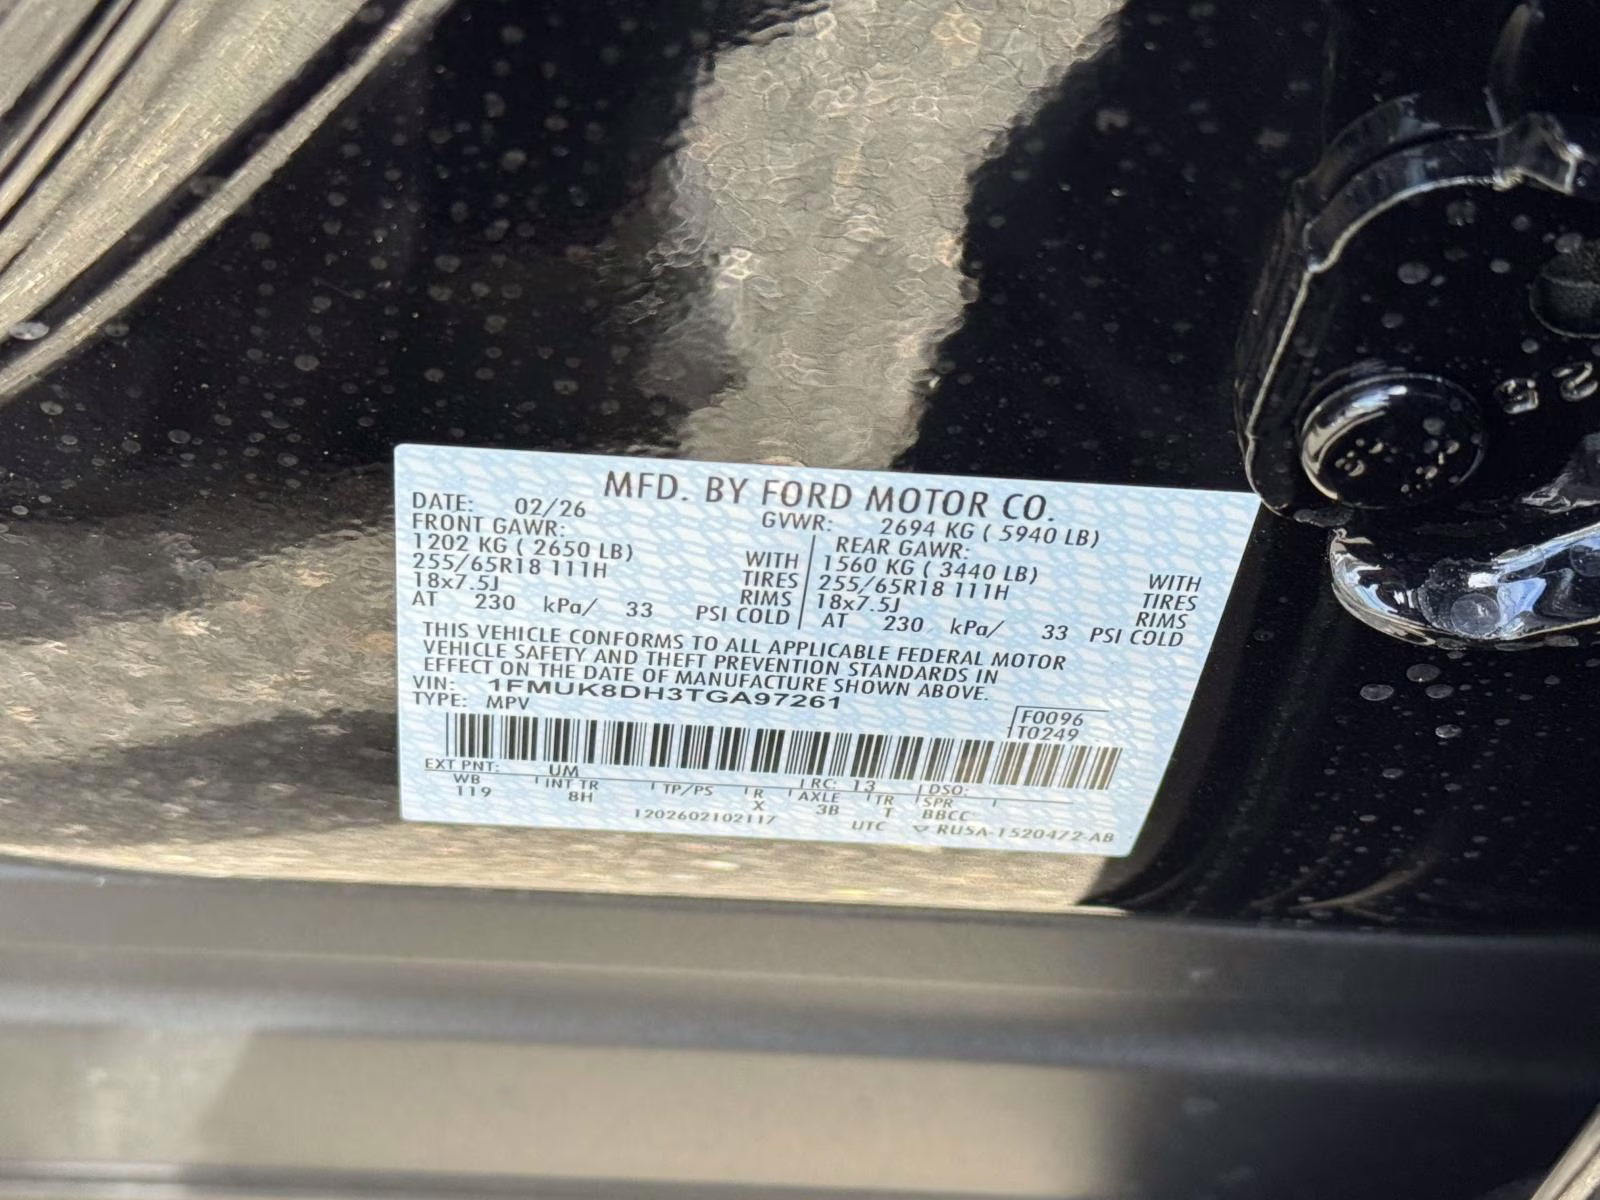 MFD. BY FORD MOTOR CO.
DATE: 02/26 GVWR: 2694 KG ( 5940 LB)
FRONT GAWR: REAR GAWR:
1202 KG ( 2650 LB) WITH 1560 KG ( 3440 LB) WITH
255/65R18 111H TIRES 255/65R18 111H TIRES
18x7.5J RIMS 18x7.5J RIMS
AT 230 kPa/ 33 PSI COLD AT 230 kPa/ 33 PSI COLD
THIS VEHICLE CONFORMS TO ALL APPLICABLE FEDERAL MOTOR
VEHICLE SAFETY AND THEFT PREVENTION STANDARDS IN
EFFECT ON THE DATE OF MANUFACTURE SHOWN ABOVE.
VIN: 1FMUK8DH3TGA97261
TYPE: MPV
F0096
T0249
EXT PNT: UM RC: 13 DSO:
WB INT TR TP/PS R AXLE TR SPR
119 8H X 3B T BBCC
1202602102117 UTC ▽ RU5A-1520472-AB